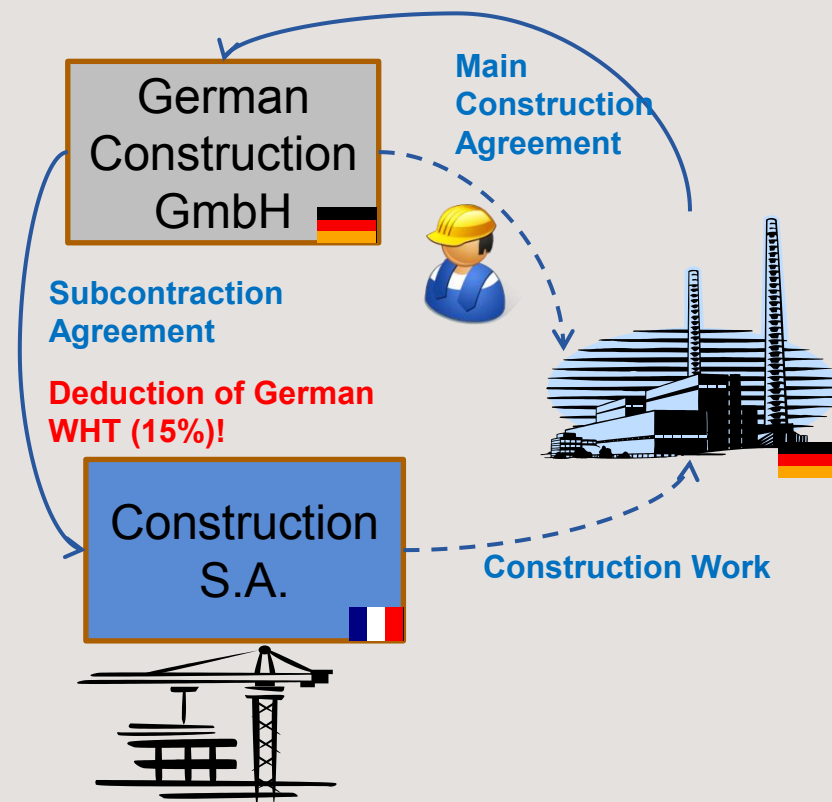 German
Construction
GmbH
Main
Construction
Agreement
Subcontraction
Agreement
Deduction of German
WHT (15%)!
Construction
S.A.
Construction Work